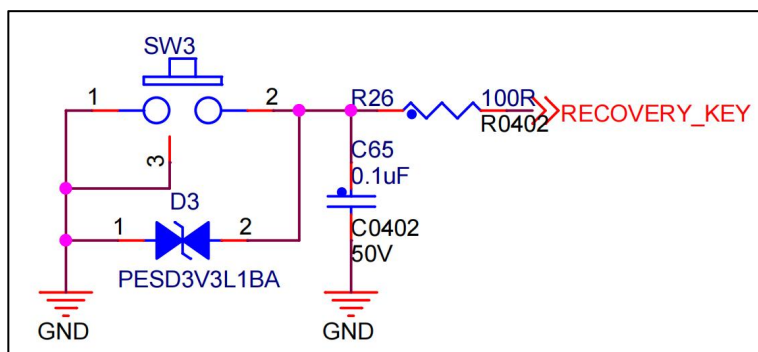 SW3
1
2
3
R26
100R
R0402
RECOVERY_KEY
C65
0.1uF
C0402
50V
D3
1
2
PESD3V3L1BA
GND
GND